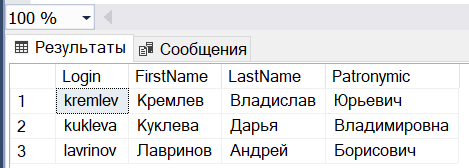 100 %
Результаты Сообщения
Login FirstName LastName Patronymic
1 kremlev Кремлев Владислав Юрьевич
2 kukleva Куклева Дарья Владимировна
3 lavrinov Лавринов Андрей Борисович